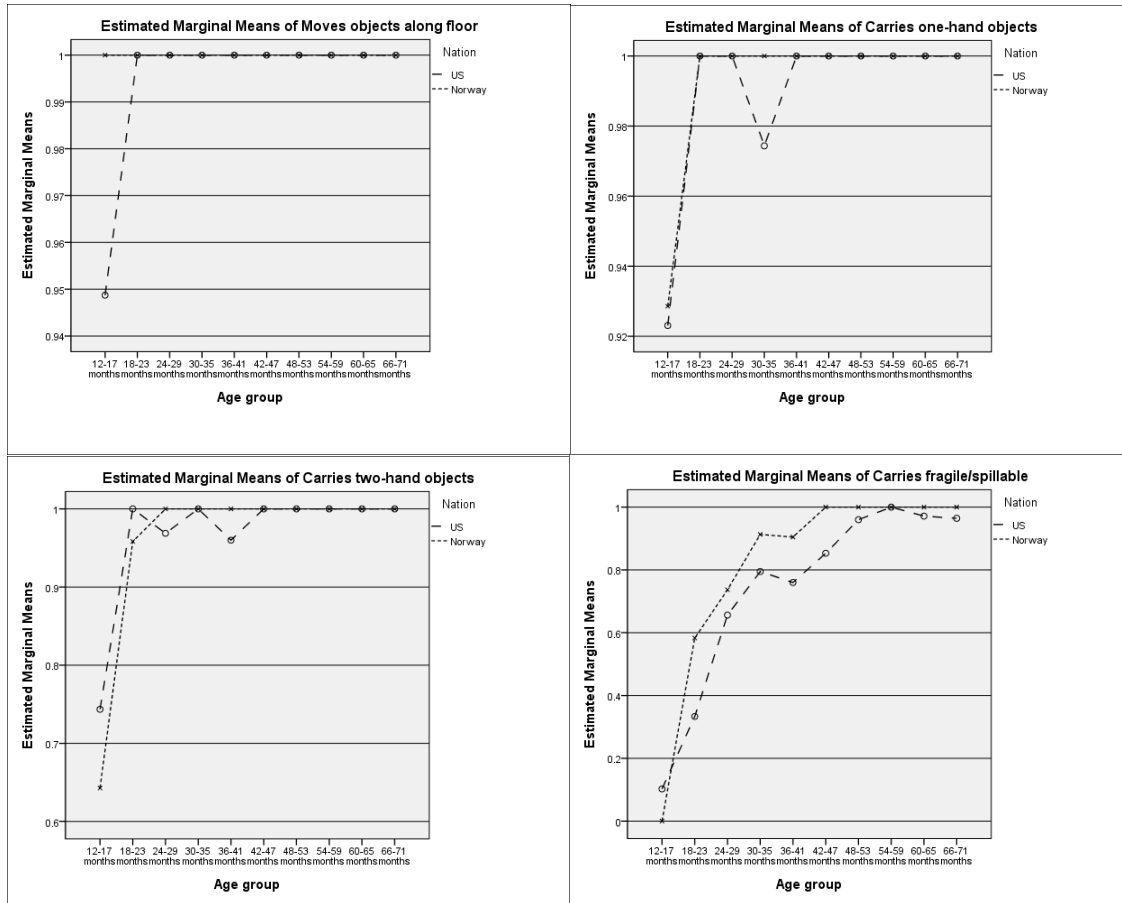 Estimated Marginal Means of Moves objects along floor
Nation
US
Norway
Estimated Marginal Means
1
0.99
0.98
0.97
0.96
0.95
0.94
12-17 18-23 24-29 30-35 36-41 42-47 48-53 54-59 60-65 66-71
months months months months months months months months months months
Age group
Estimated Marginal Means of Carries one-hand objects
Nation
US
Norway
Estimated Marginal Means
1
0.98
0.96
0.94
0.92
12-17 18-23 24-29 30-35 36-41 42-47 48-53 54-59 60-65 66-71
months months months months months months months months months months
Age group
Estimated Marginal Means of Carries two-hand objects
Nation
US
Norway
Estimated Marginal Means
1
0.9
0.8
0.7
0.6
12-17 18-23 24-29 30-35 36-41 42-47 48-53 54-59 60-65 66-71
months months months months months months months months months months
Age group
Estimated Marginal Means of Carries fragile/spillable
Nation
US
Norway
Estimated Marginal Means
1
0.8
0.6
0.4
0.2
0
12-17 18-23 24-29 30-35 36-41 42-47 48-53 54-59 60-65 66-71
months months months months months months months months months months
Age group